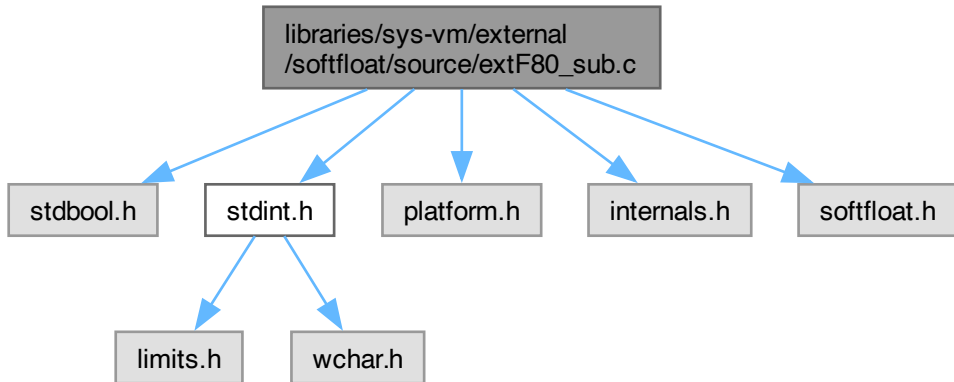 libraries/sys-vm/external
/softfloat/source/extF80_sub.c
stdbool.h
stdint.h
platform.h
internals.h
softfloat.h
limits.h
wchar.h